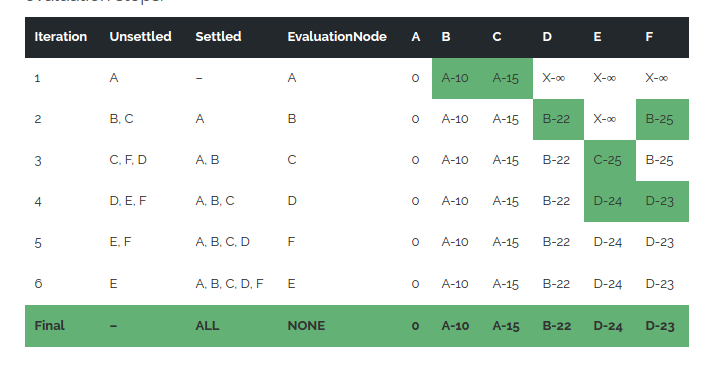 evaluation steps:
Iteration Unsettled Settled EvaluationNode A B C D E F
1 A – A 0 A-10 A-15 X-∞ X-∞ X-∞
2 B, C A B 0 A-10 A-15 B-22 X-∞ B-25
3 C, F, D A, B C 0 A-10 A-15 B-22 C-25 B-25
4 D, E, F A, B, C D 0 A-10 A-15 B-22 D-24 D-23
5 E, F A, B, C, D F 0 A-10 A-15 B-22 D-24 D-23
6 E A, B, C, D, F E 0 A-10 A-15 B-22 D-24 D-23
Final – ALL NONE 0 A-10 A-15 B-22 D-24 D-23